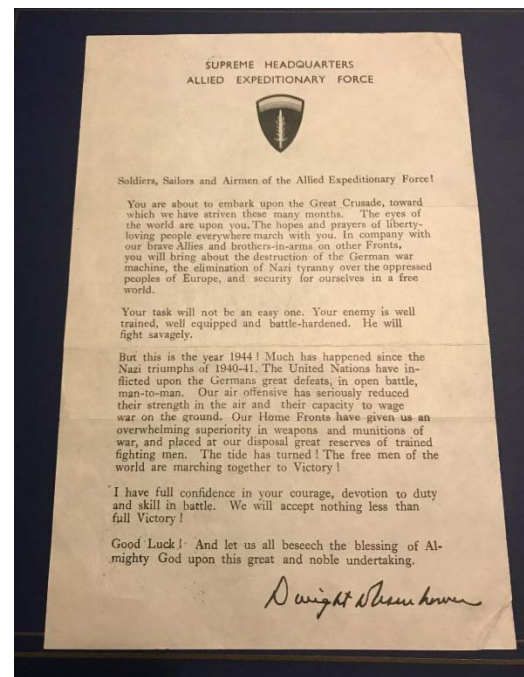 SUPREME HEADQUARTERS
ALLIED EXPEDITIONARY FORCE
Soldiers, Sailors and Airmen of the Allied Expeditionary Force!
You are about to embark upon the Great Crusade, toward
which we have striven these many months. The eyes of
the world are upon you. The hopes and prayers of liberty-
loving people everywhere march with you. In company with
our brave Allies and brothers-in-arms on other Fronts,
you will bring about the destruction of the German war
machine, the elimination of Nazi tyranny over the oppressed
peoples of Europe, and security for ourselves in a free
world.
Your task will not be an easy one. Your enemy is well
trained, well equipped and battle-hardened. He will
fight savagely.
But this is the year 1944 ! Much has happened since the
Nazi triumphs of 1940-41. The United Nations have in-
flicted upon the Germans great defeats, in open battle,
man-to-man. Our air offensive has seriously reduced
their strength in the air and their capacity to wage
war on the ground. Our Home Fronts have given us an
overwhelming superiority in weapons and munitions of
war, and placed at our disposal great reserves of trained
fighting men. The tide has turned ! The free men of the
world are marching together to Victory !
I have full confidence in your courage, devotion to duty
and skill in battle. We will accept nothing less than
full Victory !
Good Luck ! And let us all beseech the blessing of Al-
mighty God upon this great and noble undertaking.
Dwight D Eisenhower